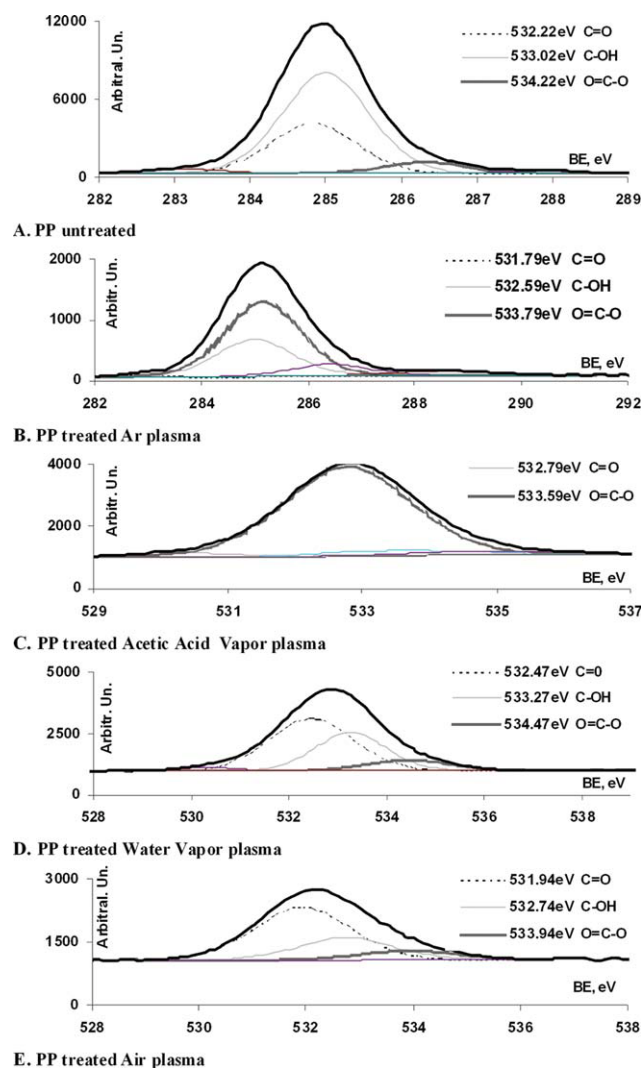 12000
Arbitral. Un.
532.22eV C=O
533.02eV C-OH
534.22eV O=C-O
6000
BE, eV
0
282 283 284 285 286 287 288 289
A. PP untreated
2000
Arbitr. Un.
531.79eV C=O
532.59eV C-OH
533.79eV O=C-O
1000
BE, eV
0
282 284 286 288 290 292
B. PP treated Ar plasma
4000
Arbitr. Un.
532.79eV C=O
533.59eV O=C-O
2000
BE, eV
0
529 531 533 535 537
C. PP treated Acetic Acid Vapor plasma
5000
Arbitr. Un.
532.47eV C=0
533.27eV C-OH
534.47eV O=C-O
2500
0
BE, eV
528 530 532 534 536 538
D. PP treated Water Vapor plasma
3000
Arbitral. Un.
531.94eV C=O
532.74eV C-OH
533.94eV O=C-O
1500
BE, eV
0
528 530 532 534 536 538
E. PP treated Air plasma